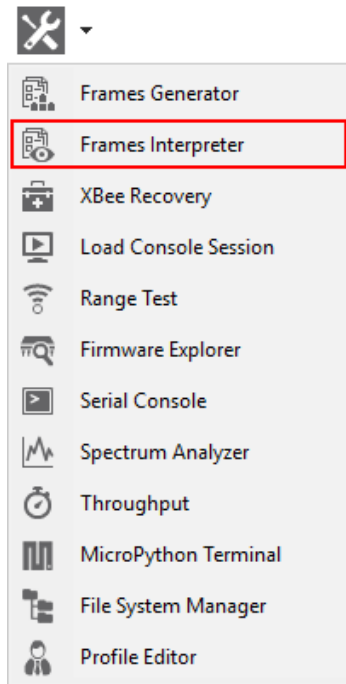 Frames Generator
Frames Interpreter
XBee Recovery
Load Console Session
Range Test
Firmware Explorer
Serial Console
Spectrum Analyzer
Throughput
MicroPython Terminal
File System Manager
Profile Editor